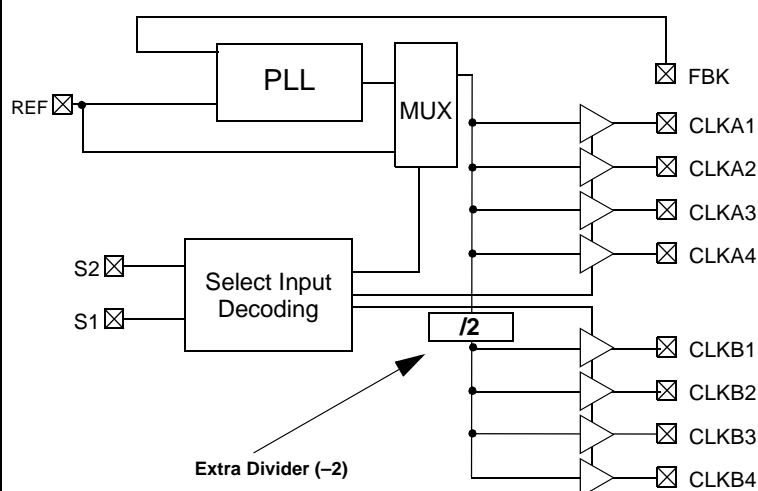 PLL
MUX
FBK
REF
CLKA1
CLKA2
CLKA3
CLKA4
S2
S1
Select Input
Decoding
/2
CLKB1
CLKB2
CLKB3
CLKB4
Extra Divider (–2)